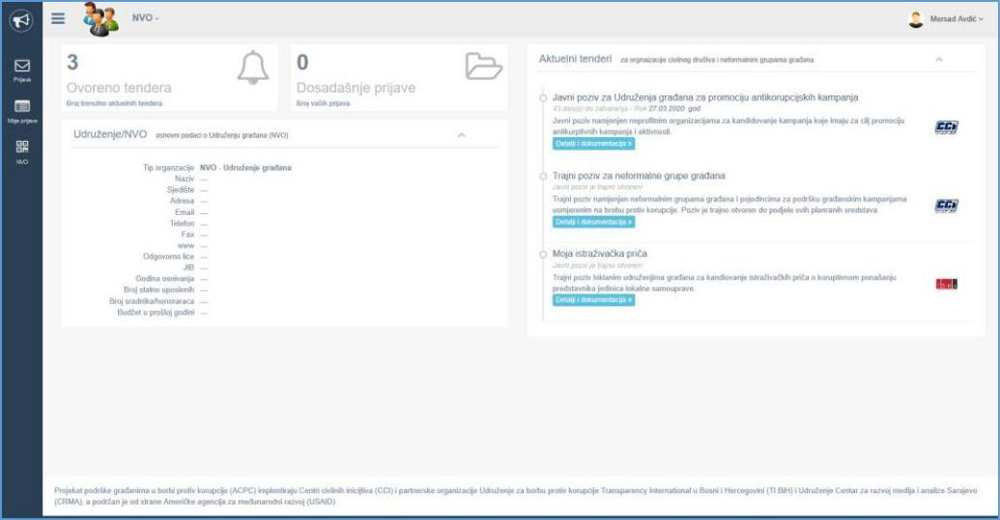 NVO -
Mersad Avdić
Prijava
Moje prijave
NVO
3
Ovoreno tendera
Broj trenutno aktuelnih tendera.
0
Dosadašnje prijave
Broj vaših prijava
Udruženje/NVO osnovni podaci o Udruženju građana (NVO)
Tip organzacije NVO - Udruženje građana
Naziv —
Sjedište —
Adresa —
Email —
Telefon —
Fax —
www —
Odgovorno lice —
JIB —
Godina osnivanja —
Broj stalno uposlenih —
Broj sradnika/honoraraca —
Budžet u prošloj godini —
Aktuelni tenderi za orgnaizacije civilnog društva i neformalnim grupama građana
Javni poziv za Udruženja građana za promociju antikorupcijskih kampanja
43 dan(a) do zatvaranja - Rok 27.03.2020. god
Javni poziv namjenjen neprofitnim organizacijama za kandidovanje kampanja koje imaju za cilj promociju
antikurptivnih kampanja i aktivnosti.
Detalji i dokumentacija »
CCI
Trajni poziv za neformalne grupe građana
Javni poziv je trajno otvoren!
Trajni poziv namjenjen neformalnim grupama građana i pojedincima za podršku građanskim kampanjama
usmjerenim na brobu protiv korupcije. Poziv je trajno otvoren do podjele svih planranih sredstava.
Detalji i dokumentacija »
CCI
Moja istraživačka priča
Javni poziv je trajno otvoren!
Trajni poziv loklanim udruženjima građana za kandiovanje istraživačkih priča o koruptivnom ponašanju
predstavnika jedinica lokalne samouprave.
Detalji i dokumentacija »
Projekat podrške građanima u borbi protiv korupcije (ACPC) implentiraju Centri civilnih inicijtiva (CCI) i partnerske organizacije Udruženje za borbu protiv korupcije Transparency International u Bosni i Hercegovini (TI BiH) i Udruženje Centar za razvoj medija i analize Sarajevo
(CRMA), a podržan je od strane Američke agencija za međunarodni razvoj (USAID).